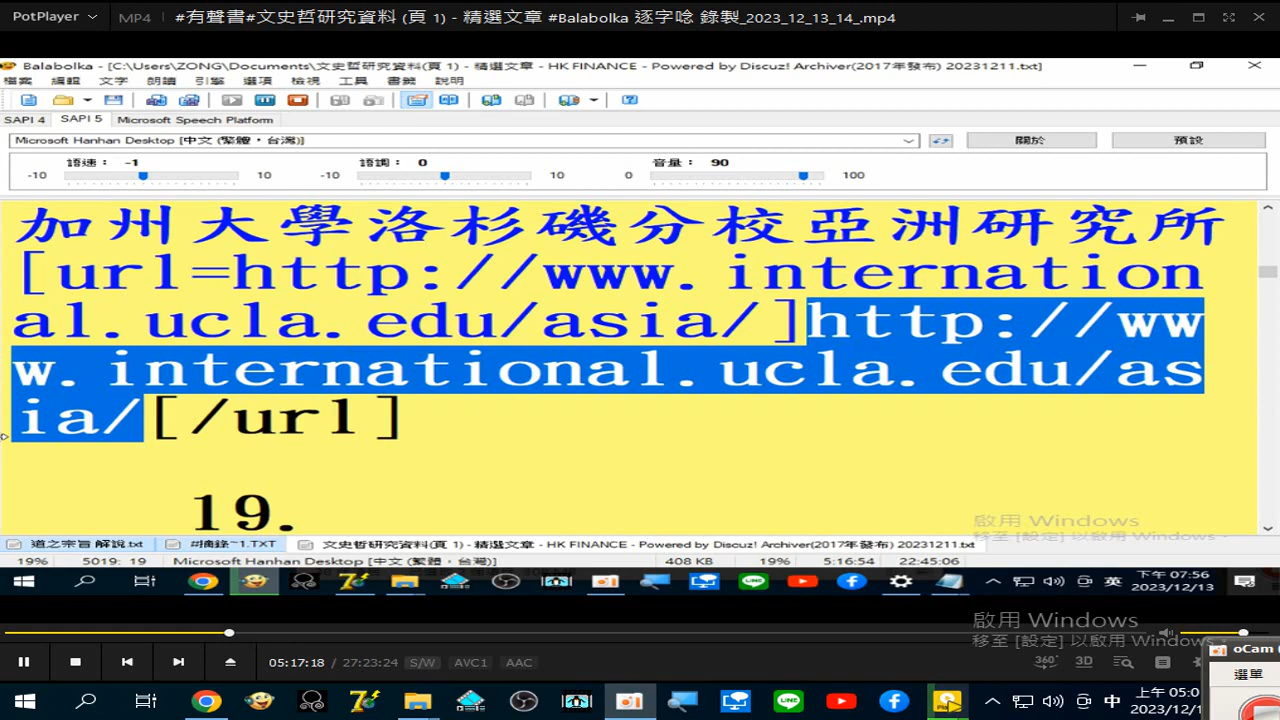 PotPlayer
MP4
#有聲書#文史哲研究資料 (頁 1) - 精選文章 #Balabolka 逐字唸 錄製_2023_12_13_14_.mp4
Balabolka - [C:\Users\ZONG\Documents\文史哲研究資料(頁 1) - 精選文章 - HK FINANCE - Powered by Discuz! Archiver(2017年發布) 20231211.txt]
檔案 編輯 文字 朗讀 引擎 選項 檢視 工具 書籤 說明
SAPI 4 SAPI 5 Microsoft Speech Platform
Microsoft Hanhan Desktop [中文 (繁體，台灣)]
關於
預設
語速： -1
語調： 0
音量： 90
-10 10 -10 10 0 100
加州大學洛杉磯分校亞洲研究所
[url=http://www.internation
al.ucla.edu/asia/]http://ww
w.international.ucla.edu/as
ia/[/url]
19.
啟用 Windows
移至 [設定] 以啟用 Windows。
道之宗旨 解說.txt
#摘錄~1.TXT
文史哲研究資料(頁 1) - 精選文章 - HK FINANCE - Powered by Discuz! Archiver(2017年發布) 20231211.txt
19% 5019: 19 Microsoft Hanhan Desktop [中文 (繁體，台灣)] 408 KB 19% 5:16:54 22:45:06
英
下午 07:56
2023/12/13
啟用 Windows
移至 [設定] 以啟用 Windows。
05:17:18 / 27:23:24 S/W AVC1 AAC
360°
3D
oCam
選單
中
上午 05:0
2023/12/1